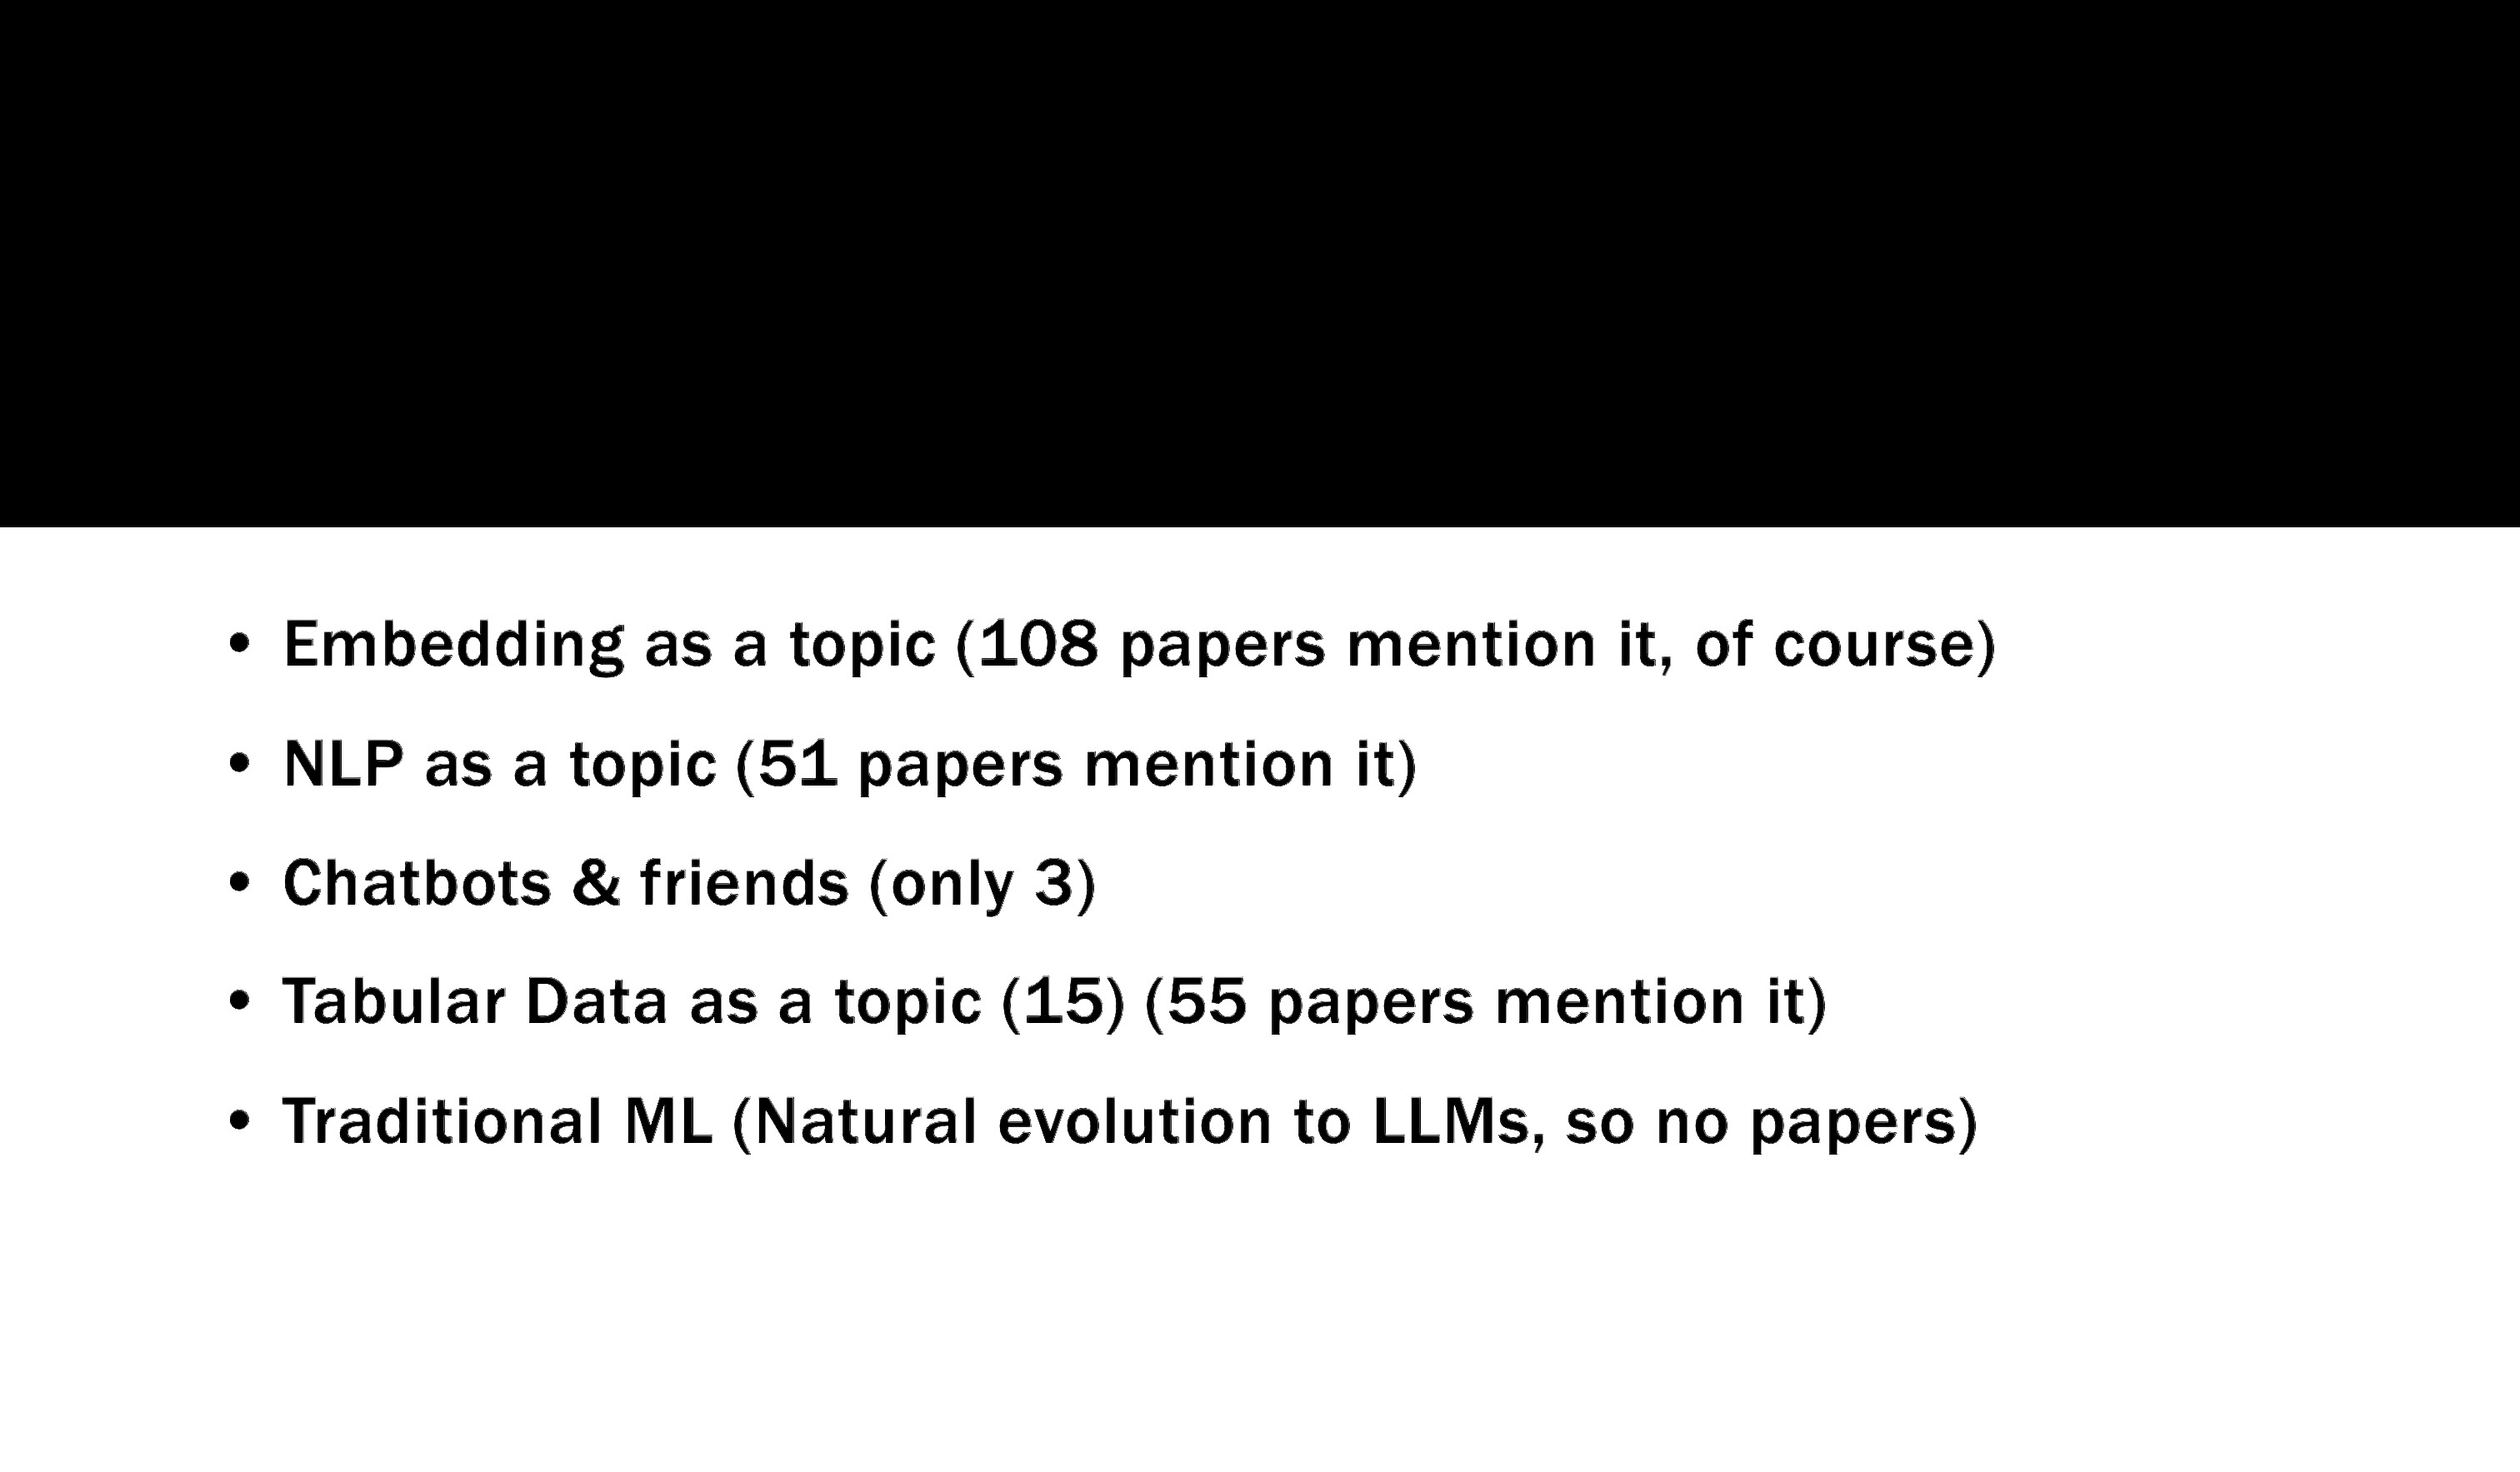 • Embedding as a topic (108 papers mention it, of course)
• NLP as a topic (51 papers mention it)
• Chatbots & friends (only 3)
• Tabular Data as a topic (15) (55 papers mention it)
• Traditional ML (Natural evolution to LLMs, so no papers)